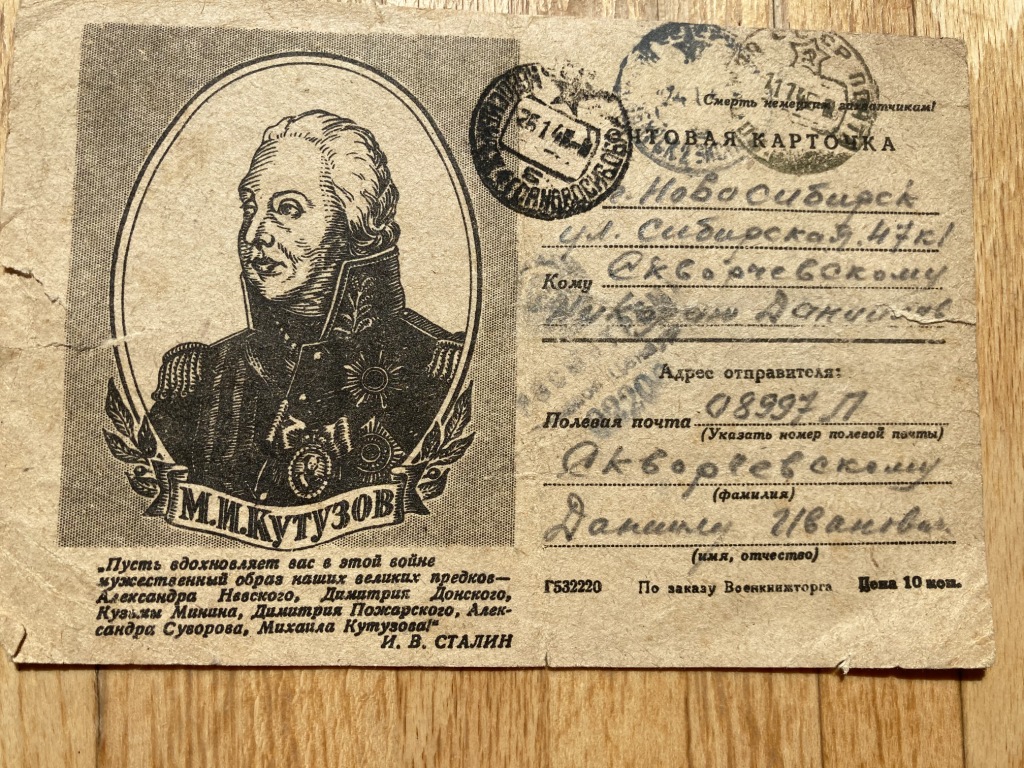 М.И.КУТУЗОВ
„Пусть вдохновляет вас в этой войне
мужественный образ наших великих предков—
Александра Невского, Димитрия Донского,
Кузьмы Минина, Димитрия Пожарского, Алек-
сандра Суворова, Михаила Кутузова!“
И. В. СТАЛИН
Смерть немецким захватчикам!
ПОЧТОВАЯ КАРТОЧКА
г. Новосибирск
ул. Сибирская 47 к1
Кому Скворчевскому
Николаю Данилов
Адрес отправителя:
Полевая почта 08997 П
(Указать номер полевой почты)
Скворчевскому
(фамилия)
Данилу Иванович
(имя, отчество)
Г532220 По заказу Военкнижторга Цена 10 коп.